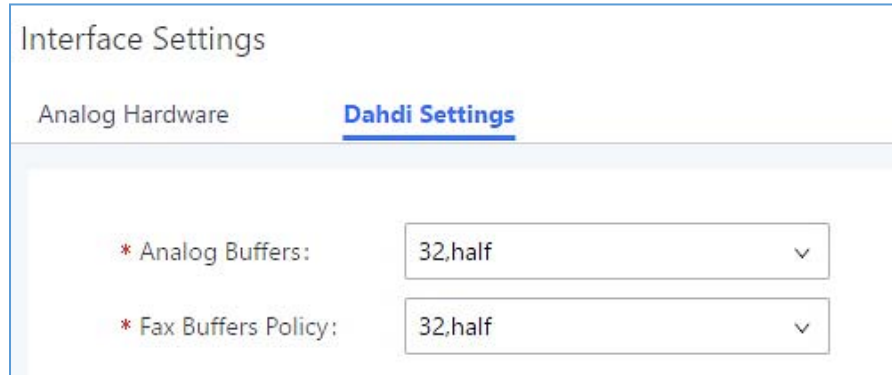 Interface Settings
Analog Hardware Dahdi Settings
* Analog Buffers: 32,half
* Fax Buffers Policy: 32,half